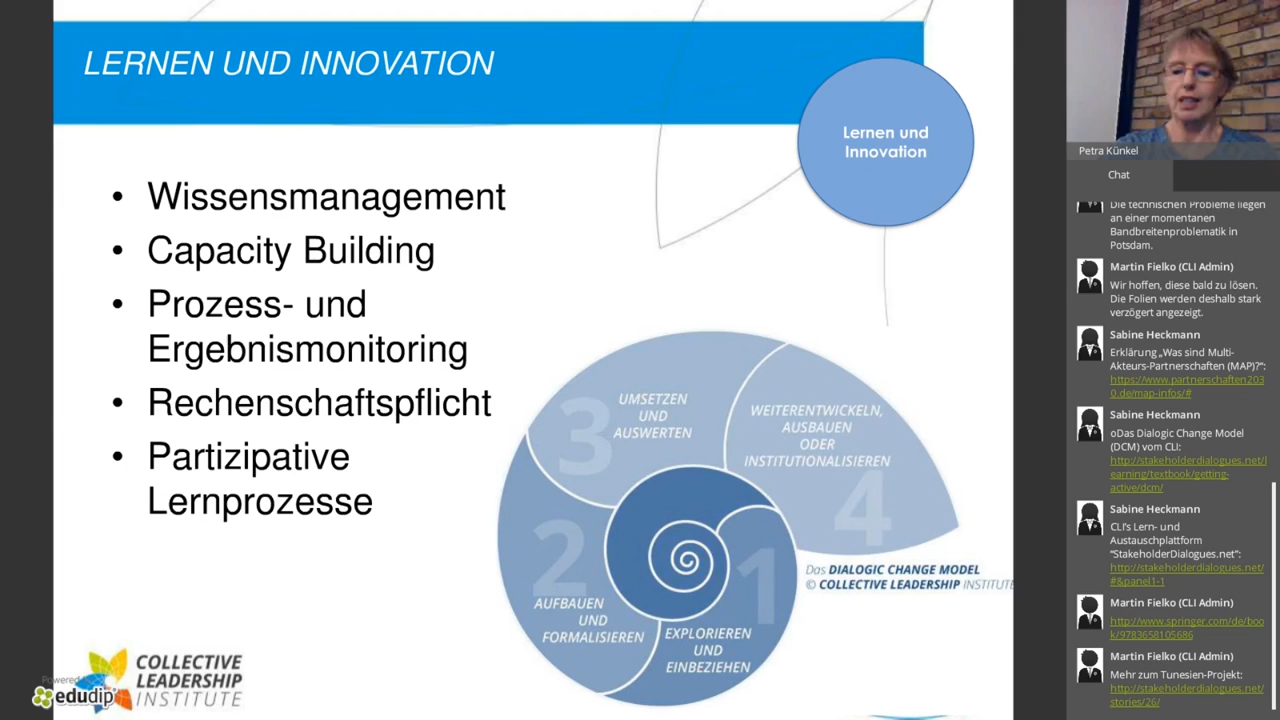 LERNEN UND INNOVATION
Lernen und
Innovation
• Wissensmanagement
• Capacity Building
• Prozess- und
Ergebnismonitoring
• Rechenschaftspflicht
• Partizipative
Lernprozesse
3
UMSETZEN
UND
AUSWERTEN
WEITERENTWICKELN,
AUSBAUEN
ODER
INSTITUTIONALISIEREN
4
2
AUFBAUEN
UND
FORMALISIEREN
1
EXPLORIEREN
UND
EINBEZIEHEN
Das DIALOGIC CHANGE MODEL
© COLLECTIVE LEADERSHIP INSTITUTE
COLLECTIVE
LEADERSHIP
INSTITUTE
Powered
edudip
Petra Künkel
Chat
Die technischen Probleme liegen
an einer momentanen
Bandbreitenproblematik in
Potsdam.
Martin Fielko (CLI Admin)
Wir hoffen, diese bald zu lösen.
Die Folien werden deshalb stark
verzögert angezeigt.
Sabine Heckmann
Erklärung „Was sind Multi-
Akteurs-Partnerschaften (MAP)?“:
https://www.partnerschaften203
0.de/map-infos/#
Sabine Heckmann
oDas Dialogic Change Model
(DCM) vom CLI:
http://stakeholderdialogues.net/l
earning/textbook/getting-
active/dcm/
Sabine Heckmann
CLI’s Lern- und
Austauschplattform
“StakeholderDialogues.net”:
http://stakeholderdialogues.net/
#&panel1-1
Martin Fielko (CLI Admin)
http://www.springer.com/de/boo
k/9783658105686
Martin Fielko (CLI Admin)
Mehr zum Tunesien-Projekt:
http://stakeholderdialogues.net/
stories/26/